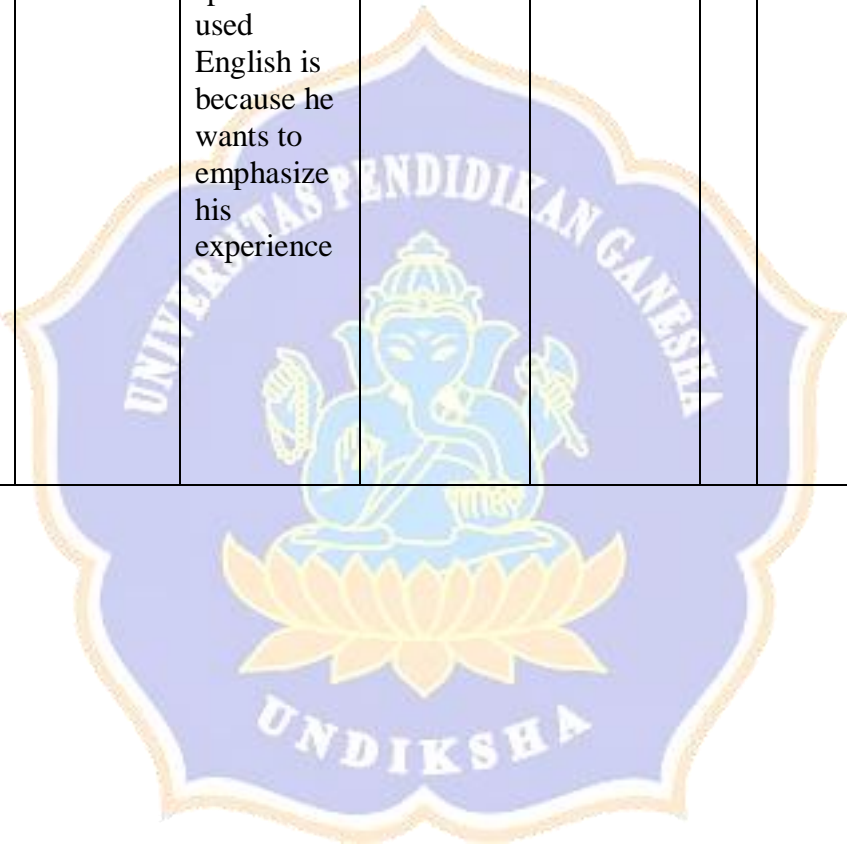 used
English is
because he
wants to
emphasize
his
experience
UNIVERSITAS PENDIDIKAN GANESHA
UNDIKSHA